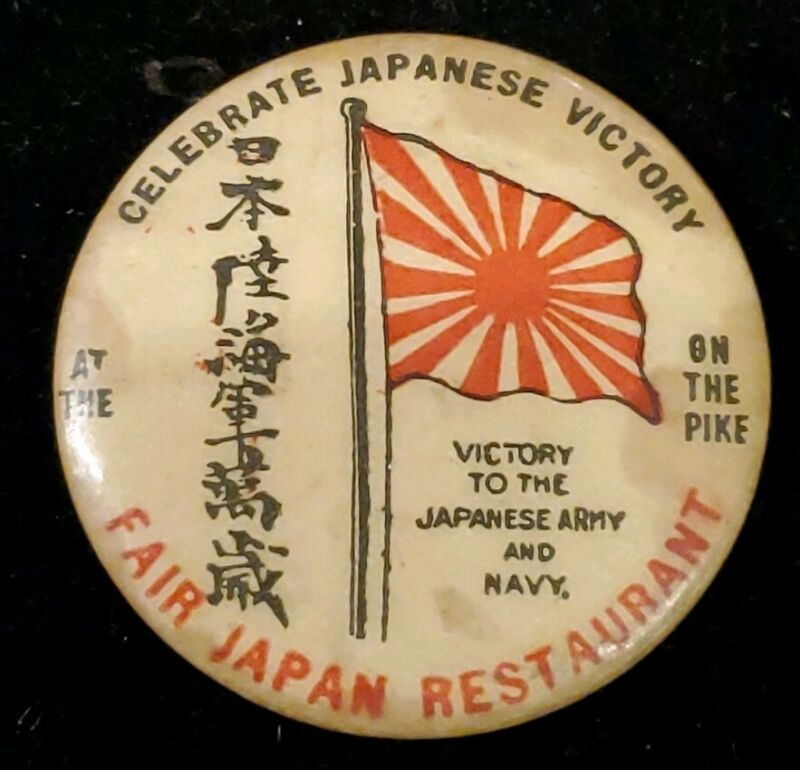 CELEBRATE JAPANESE VICTORY
日本陸海軍萬歳
AT
THE
ON
THE
PIKE
VICTORY
TO THE
JAPANESE ARMY
AND
NAVY.
FAIR JAPAN RESTAURANT